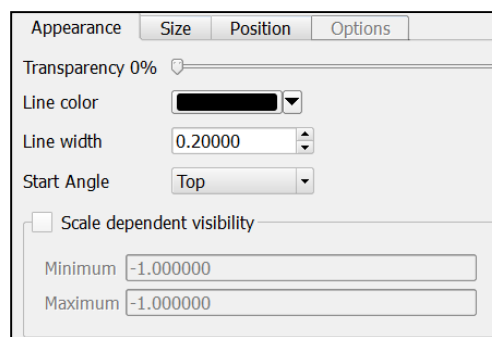 Appearance Size Position Options
Transparency 0%
Line color
Line width 0.20000
Start Angle Top
Scale dependent visibility
Minimum -1.000000
Maximum -1.000000